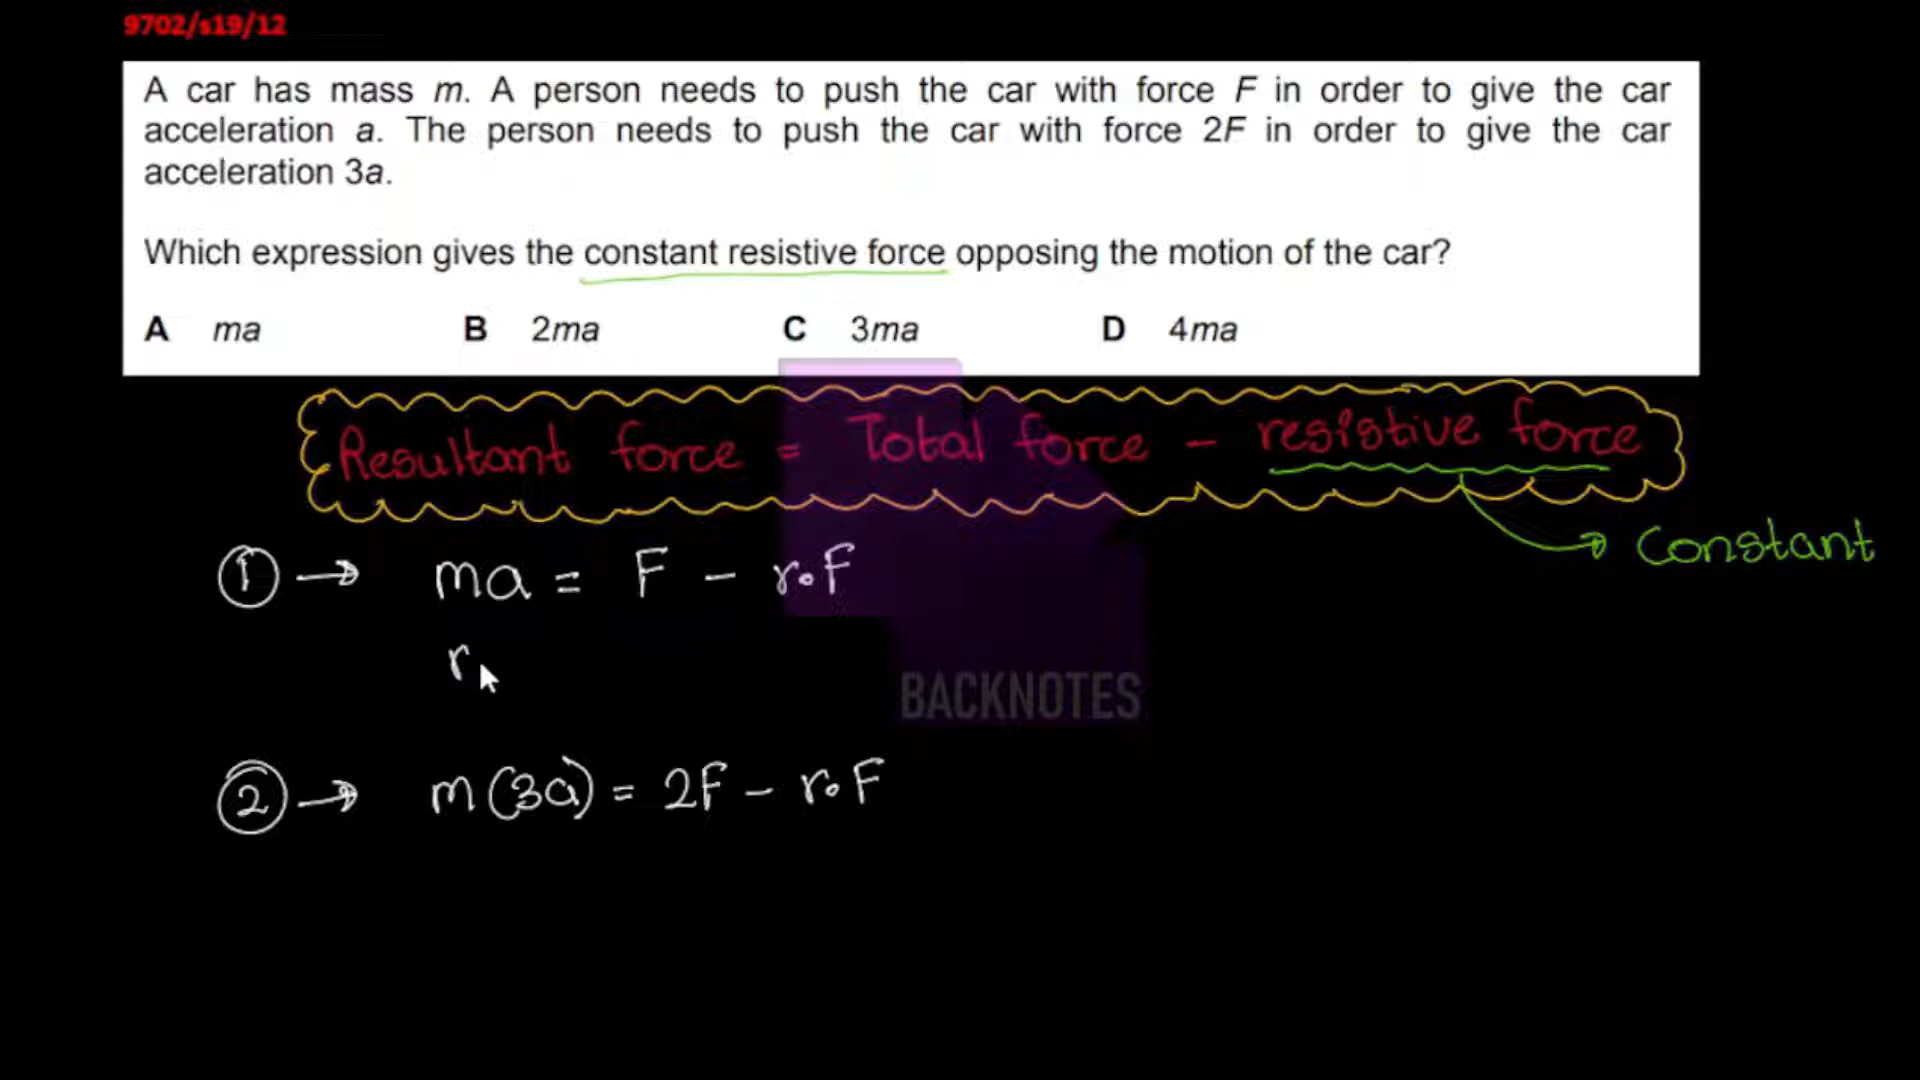 9702/s19/12
A car has mass m. A person needs to push the car with force F in order to give the car
acceleration a. The person needs to push the car with force 2F in order to give the car
acceleration 3a.
Which expression gives the constant resistive force opposing the motion of the car?
A ma B 2ma C 3ma D 4ma
Resultant force = Total force - resistive force
Constant
① → ma = F - r.F
r
BACKNOTES
② → m(3a) = 2F - r.F